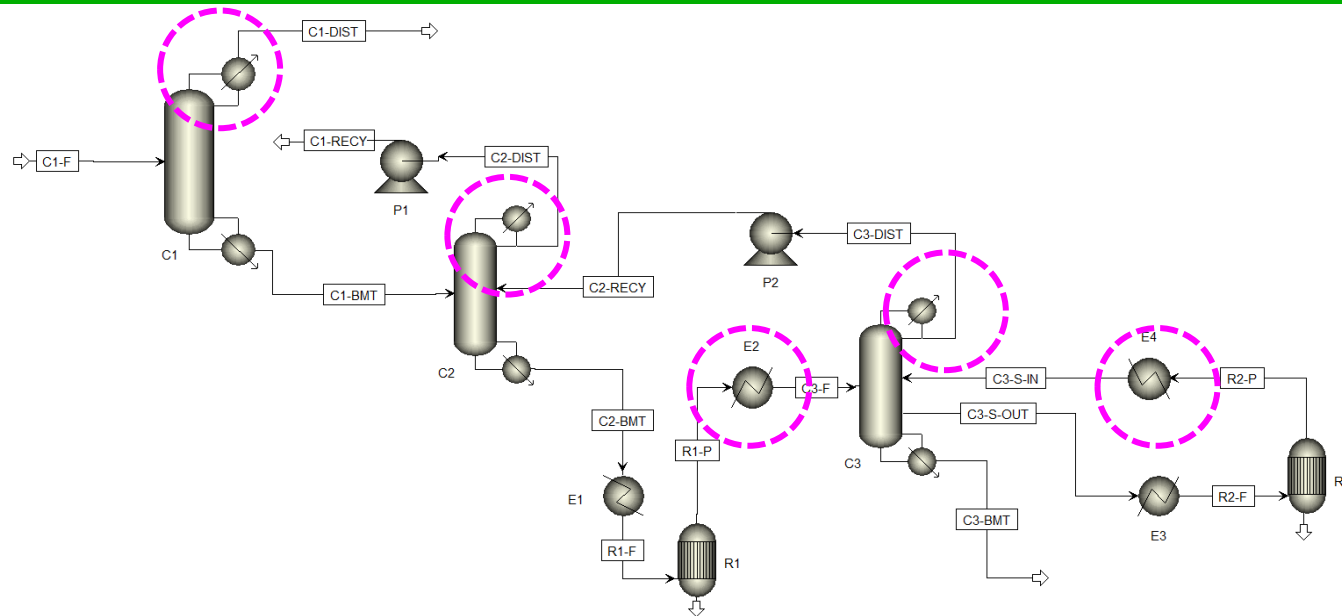 C1-DIST
C1-RECY
C2-DIST
C1-F
P1
C3-DIST
C1
P2
C1-BMT
C2-RECY
E2
E4
C2
C3-S-IN
R2-P
C3-F
C3-S-OUT
C2-BMT
R1-P
C3
E1
R
R2-F
C3-BMT
E3
R1-F
R1